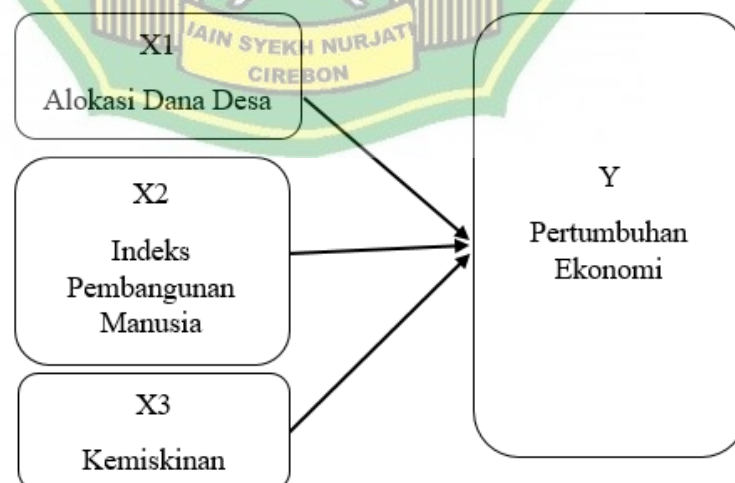 IAIN SYEKH NURJATI
CIREBON
X1
Alokasi Dana Desa
X2
Indeks
Pembangunan
Manusia
X3
Kemiskinan
Y
Pertumbuhan
Ekonomi